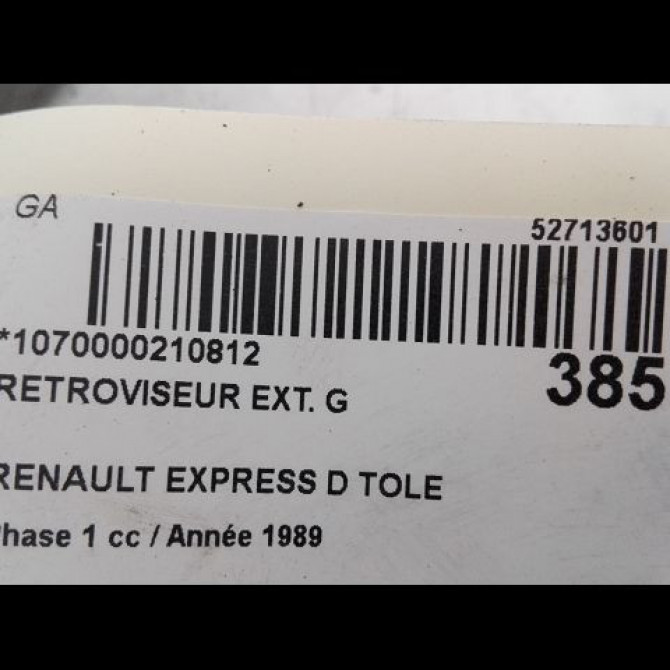 GA
52713601
*1070000210812
385
RETROVISEUR EXT. G
RENAULT EXPRESS D TOLE
Phase 1 cc / Année 1989